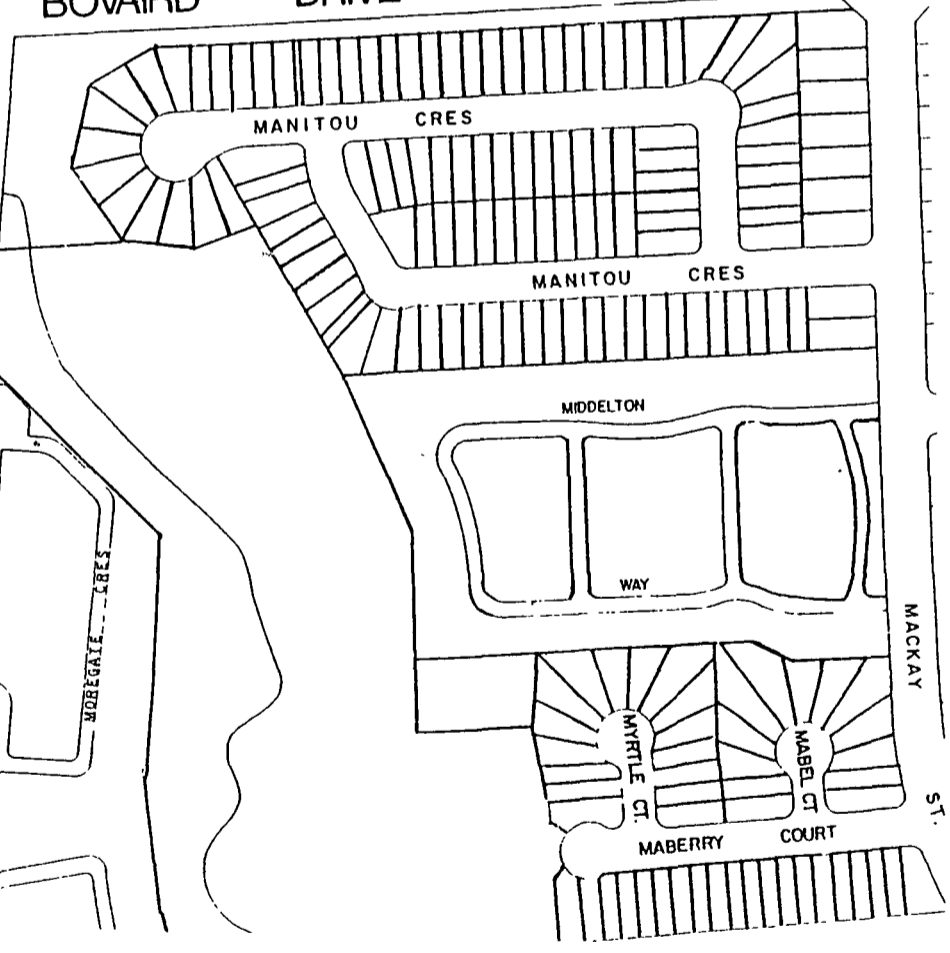 BOVAIRD DRIVE
MANITOU CRES
MANITOU CRES
MIDDELTON
WAY
MOREGATE CRES
MACKAY
ST.
MYRTLE CT.
MABEL CT
MABERRY COURT